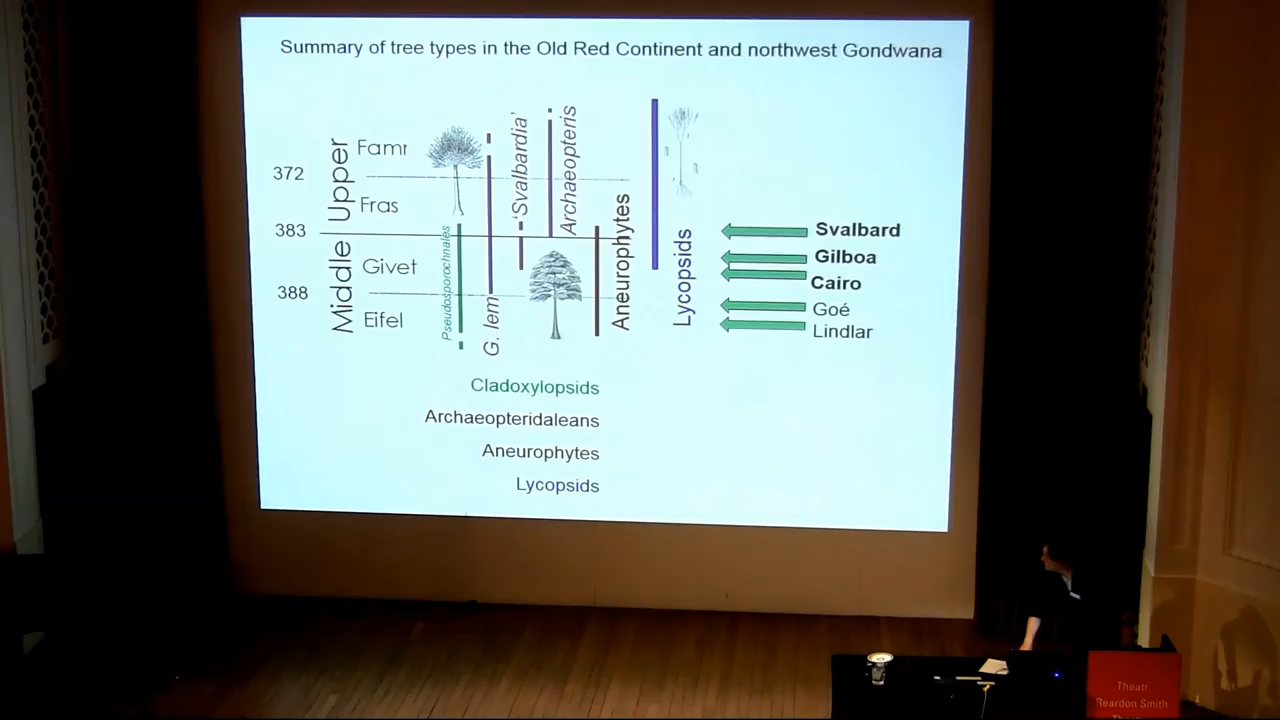 Summary of tree types in the Old Red Continent and northwest Gondwana
Upper
Middle
Famr
Fras
Givet
Eifel
372
383
388
Pseudosporochnales
G. lem
'Svalbardia'
Archaeopteris
Aneurophytes
Lycopsids
Svalbard
Gilboa
Cairo
Goé
Lindlar
Cladoxylopsids
Archaeopteridaleans
Aneurophytes
Lycopsids
Theatr
Reardon Smith